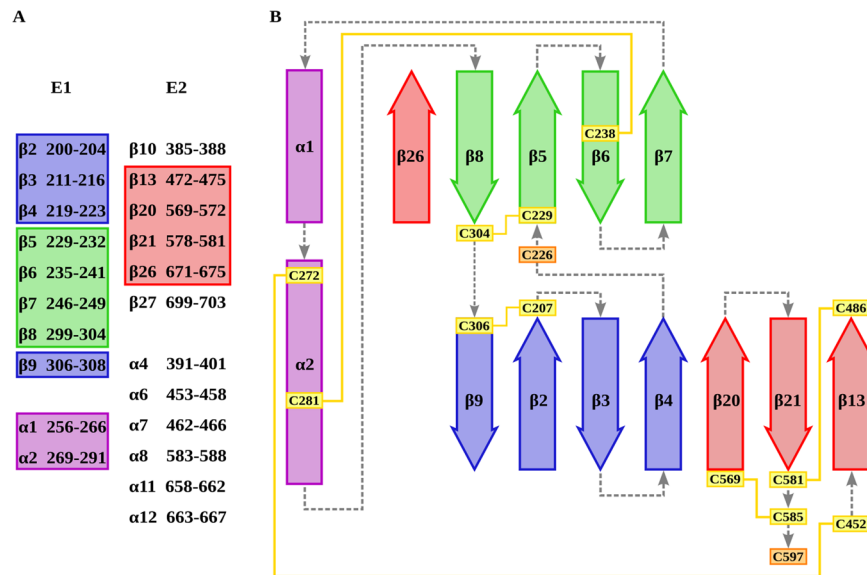 A
E1 E2
β2 200-204
β3 211-216
β4 219-223
β5 229-232
β6 235-241
β7 246-249
β8 299-304
β9 306-308
α1 256-266
α2 269-291
β10 385-388
β13 472-475
β20 569-572
β21 578-581
β26 671-675
β27 699-703
α4 391-401
α6 453-458
α7 462-466
α8 583-588
α11 658-662
α12 663-667
B
α1
β26
β8
β5
β6
β7
C238
C304
C229
C226
C272
α2
C281
C306
C207
C486
β9
β2
β3
β4
β20
β21
β13
C569
C581
C585
C452
C597